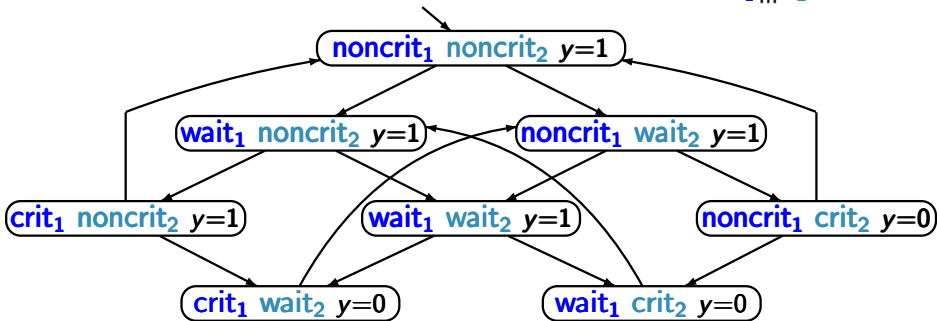 noncrit₁ noncrit₂ y=1
wait₁ noncrit₂ y=1
noncrit₁ wait₂ y=1
crit₁ noncrit₂ y=1
wait₁ wait₂ y=1
noncrit₁ crit₂ y=0
crit₁ wait₂ y=0
wait₁ crit₂ y=0